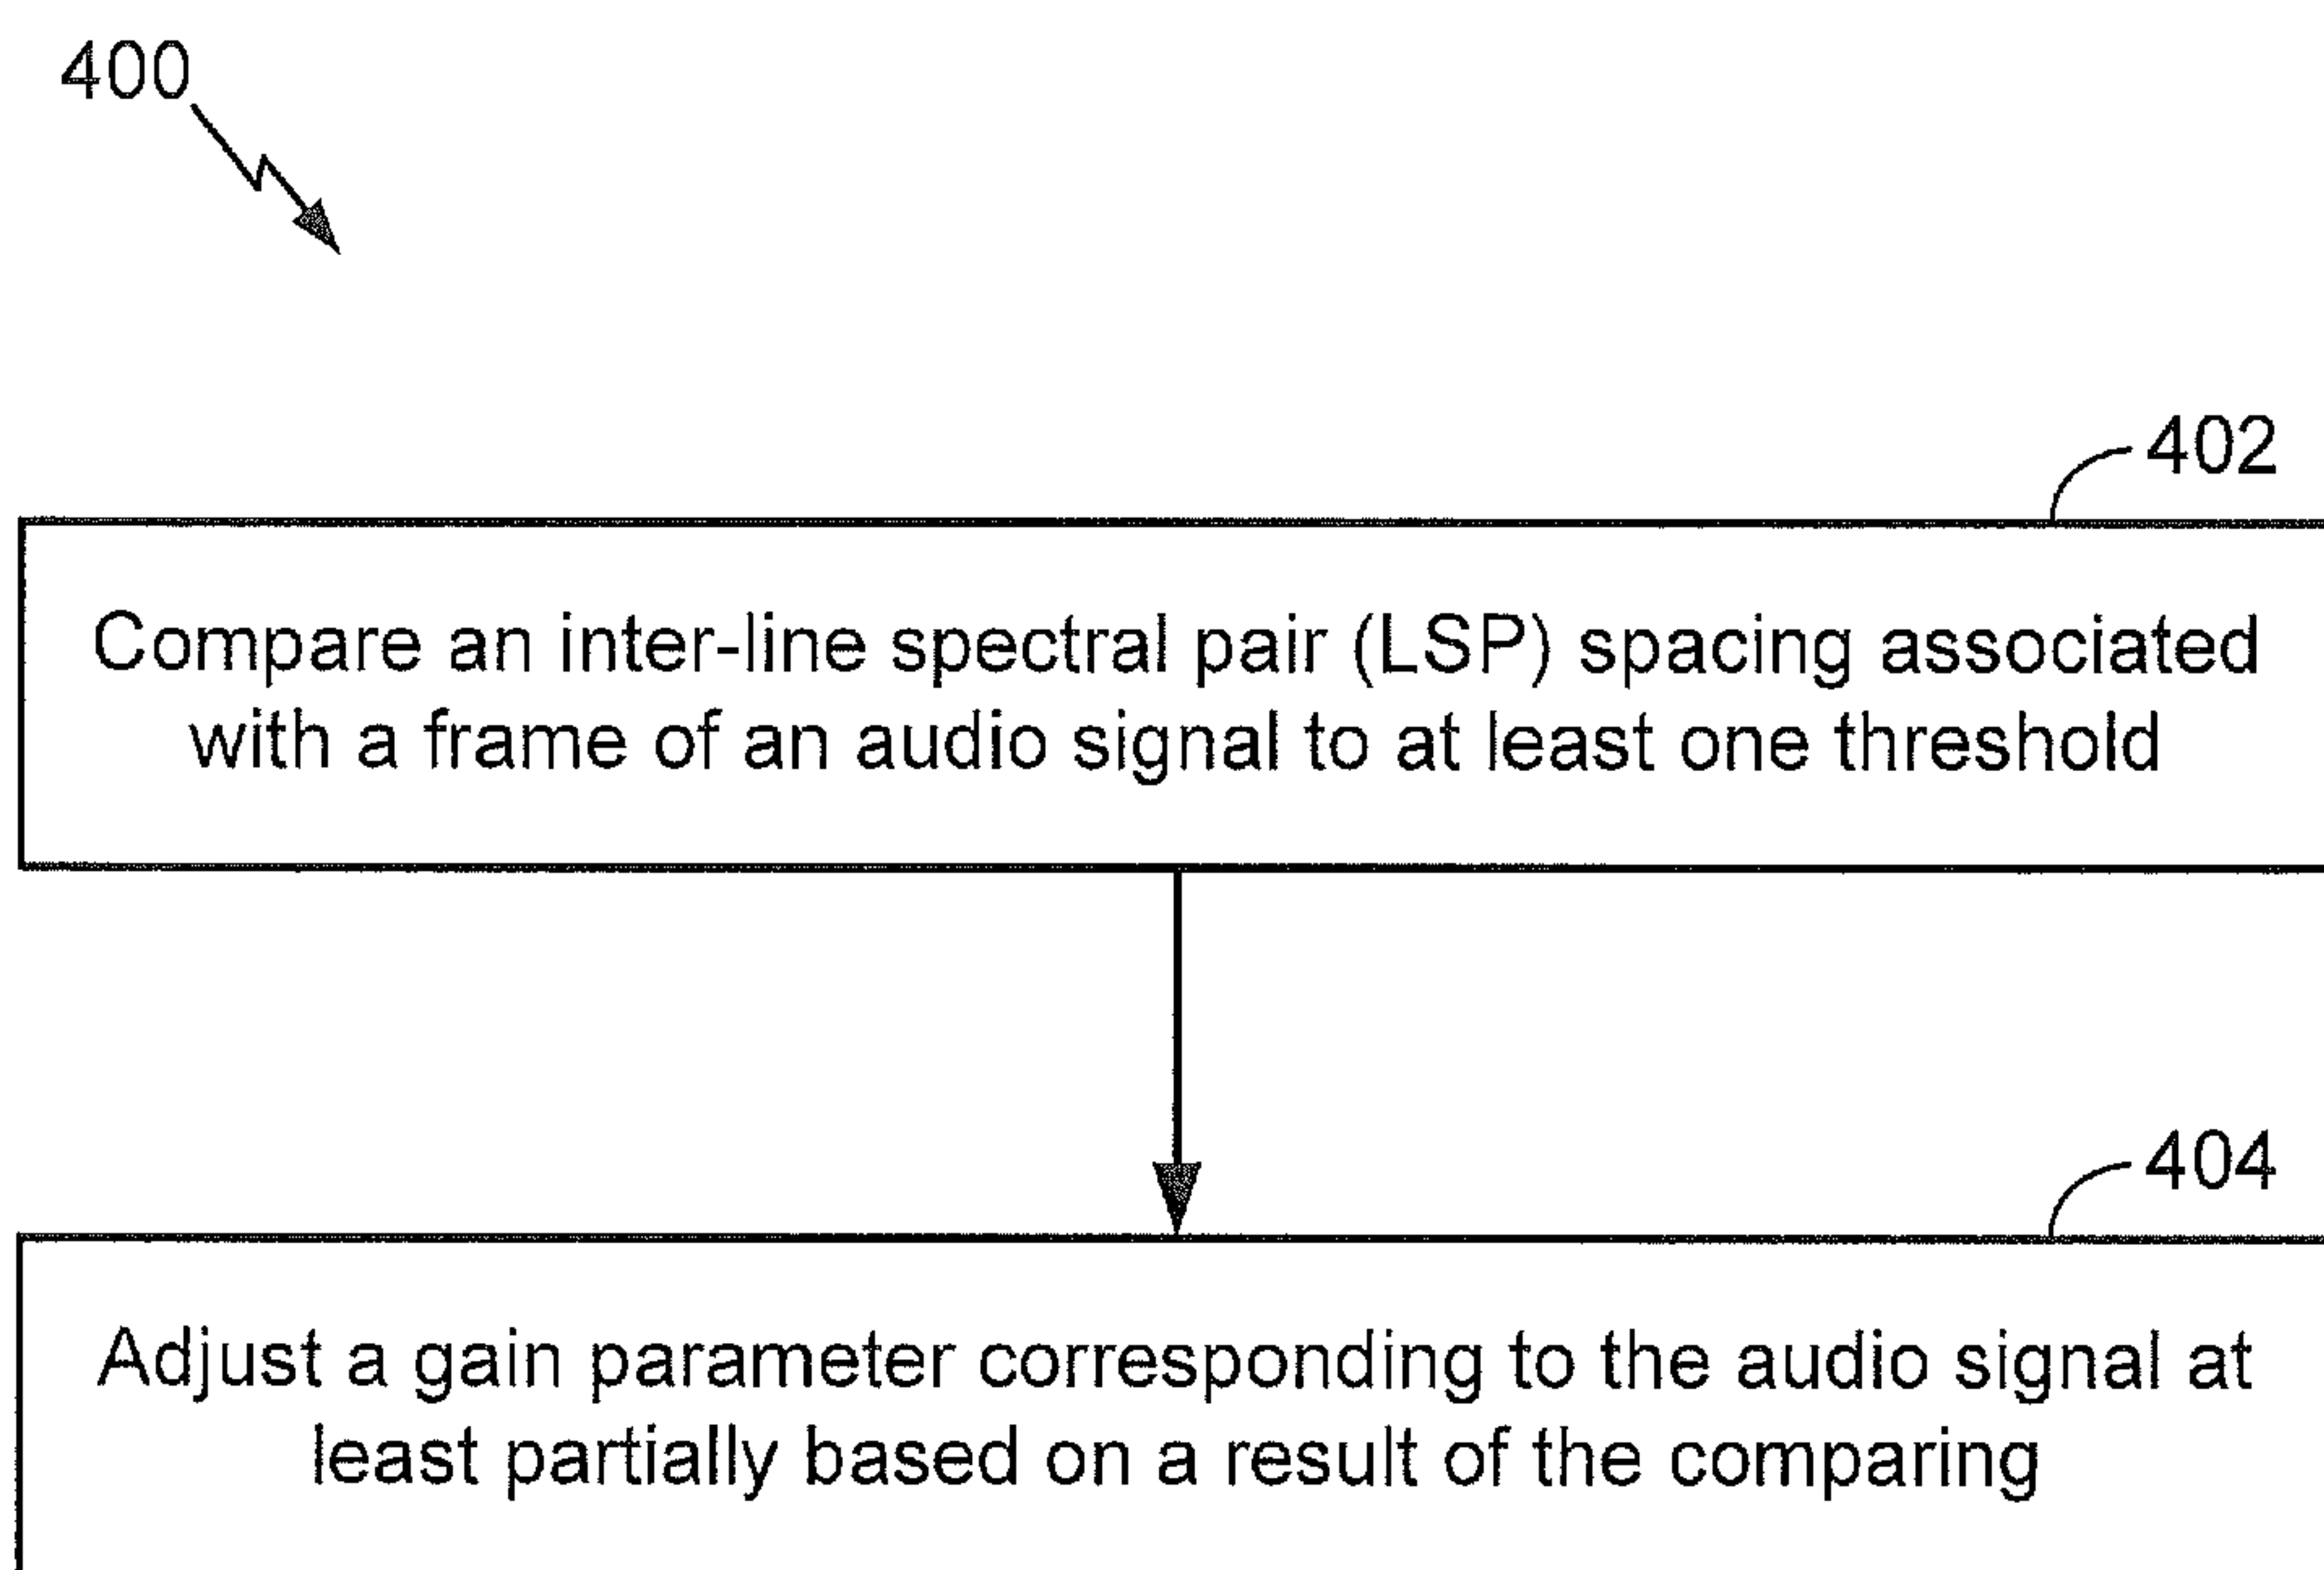 400
402
Compare an inter-line spectral pair (LSP) spacing associated
with a frame of an audio signal to at least one threshold
404
Adjust a gain parameter corresponding to the audio signal at
least partially based on a result of the comparing